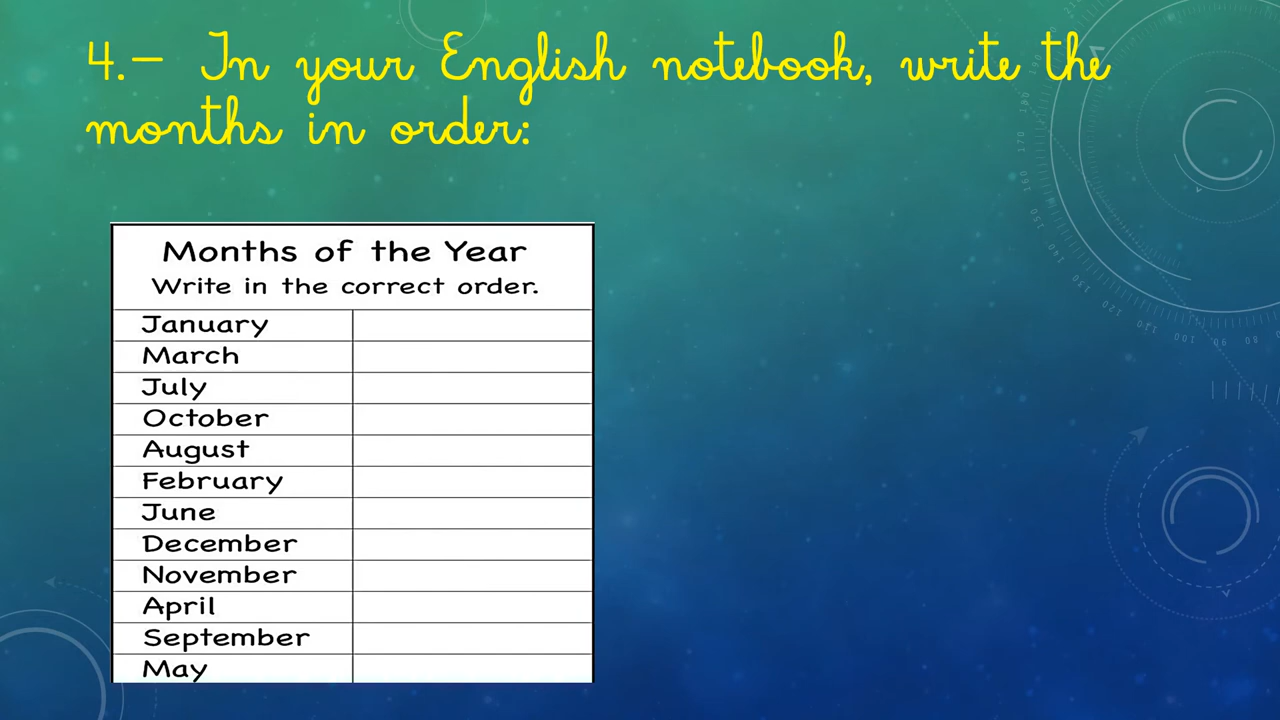 4.- In your English notebook, write the
months in order:
Months of the Year
Write in the correct order.
January
March
July
October
August
February
June
December
November
April
September
May